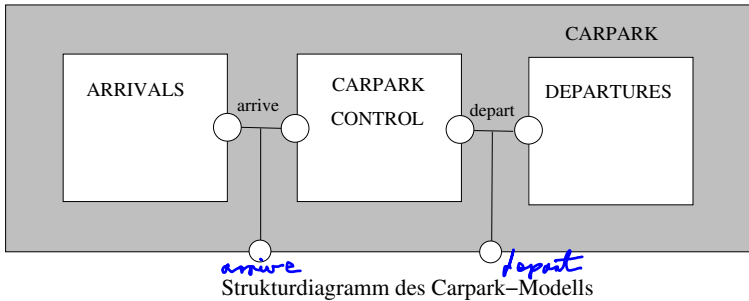 CARPARK
ARRIVALS
CARPARK
CONTROL
DEPARTURES
arrive
depart
arrive
depart
Strukturdiagramm des Carpark−Modells